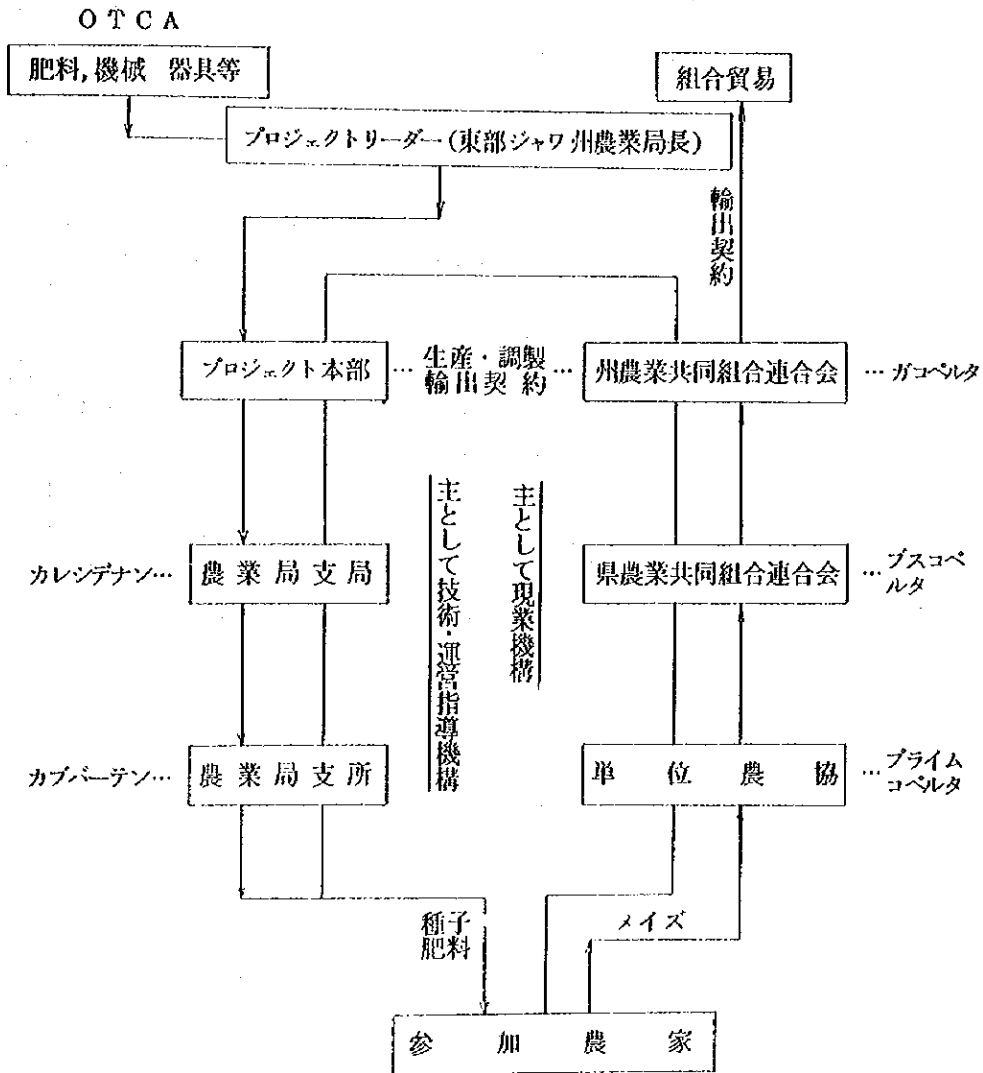 OTCA
肥料,機械 器具等
組合貿易
プロジェクトリーダー(東部ジャワ州農業局長)
輸出契約
プロジェクト本部
…生産・調製…
輸出契約
州農業共同組合連合会
…ガコペルタ
主として技術・運営指導機構
主として現業機構
カレシデナン…
農業局支局
県農業共同組合連合会
…プスコペ
ルタ
カブパーテン…
農業局支所
単位農協
…プライム
コペルタ
種子
肥料
メイズ
参加農家